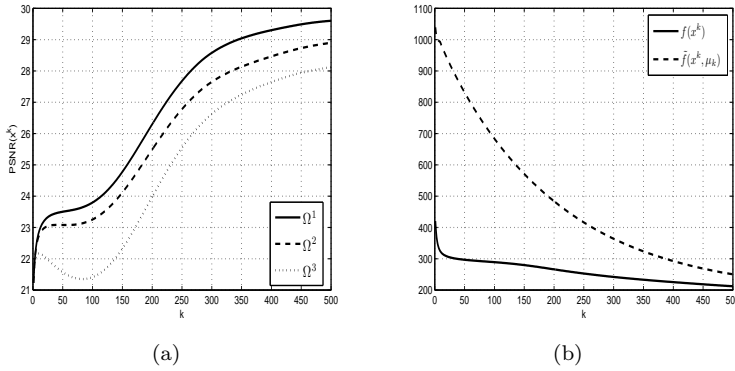 30
29
28
27
26
25
24
23
22
21
PSNR(x^k)
0 50 100 150 200 250 300 350 400 450 500
k
Ω^1
Ω^2
Ω^3
(a)
1100
1000
900
800
700
600
500
400
300
200
0 50 100 150 200 250 300 350 400 450 500
k
f(x^k)
f̃(x^k, μ_k)
(b)